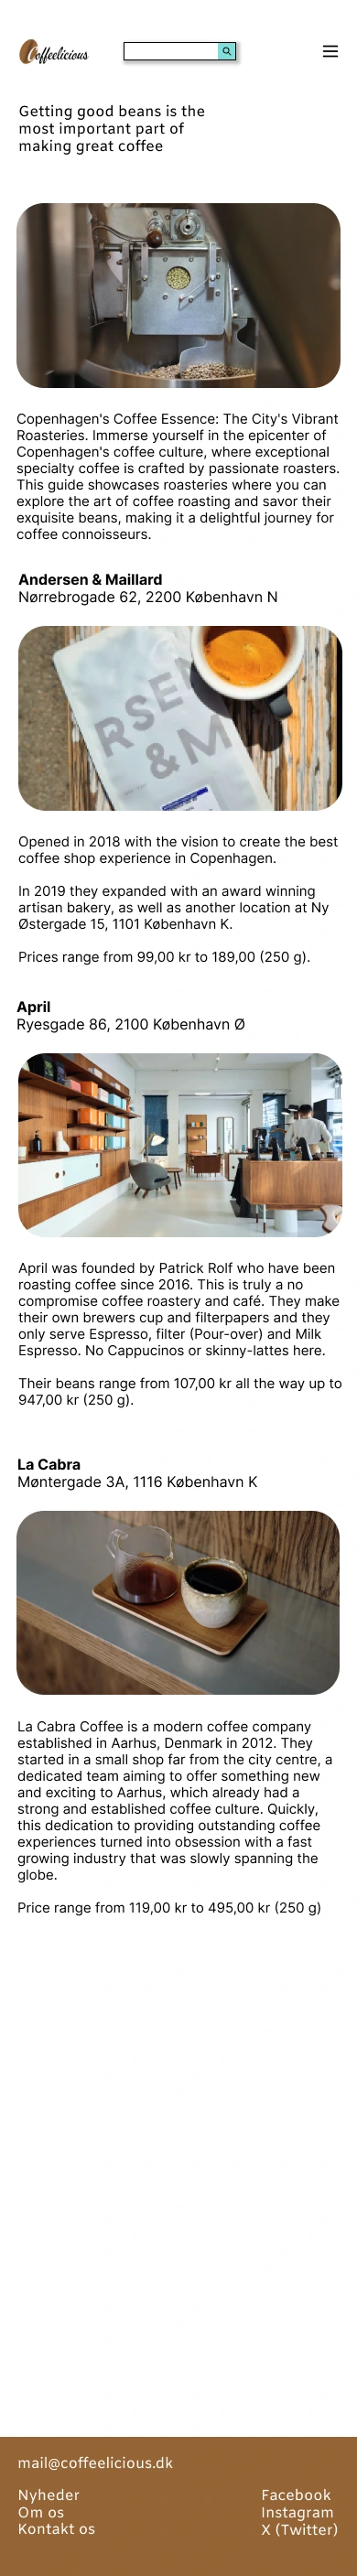 Coffeelicious
Getting good beans is the
most important part of
making great coffee
Copenhagen's Coffee Essence: The City's Vibrant
Roasteries. Immerse yourself in the epicenter of
Copenhagen's coffee culture, where exceptional
specialty coffee is crafted by passionate roasters.
This guide showcases roasteries where you can
explore the art of coffee roasting and savor their
exquisite beans, making it a delightful journey for
coffee connoisseurs.
Andersen & Maillard
Nørrebrogade 62, 2200 København N
RSEN
& M
Opened in 2018 with the vision to create the best
coffee shop experience in Copenhagen.
In 2019 they expanded with an award winning
artisan bakery, as well as another location at Ny
Østergade 15, 1101 København K.
Prices range from 99,00 kr to 189,00 (250 g).
April
Ryesgade 86, 2100 København Ø
April was founded by Patrick Rolf who have been
roasting coffee since 2016. This is truly a no
compromise coffee roastery and café. They make
their own brewers cup and filterpapers and they
only serve Espresso, filter (Pour-over) and Milk
Espresso. No Cappucinos or skinny-lattes here.
Their beans range from 107,00 kr all the way up to
947,00 kr (250 g).
La Cabra
Møntergade 3A, 1116 København K
La Cabra Coffee is a modern coffee company
established in Aarhus, Denmark in 2012. They
started in a small shop far from the city centre, a
dedicated team aiming to offer something new
and exciting to Aarhus, which already had a
strong and established coffee culture. Quickly,
this dedication to providing outstanding coffee
experiences turned into obsession with a fast
growing industry that was slowly spanning the
globe.
Price range from 119,00 kr to 495,00 kr (250 g)
mail@coffeelicious.dk
Nyheder
Om os
Kontakt os
Facebook
Instagram
X (Twitter)